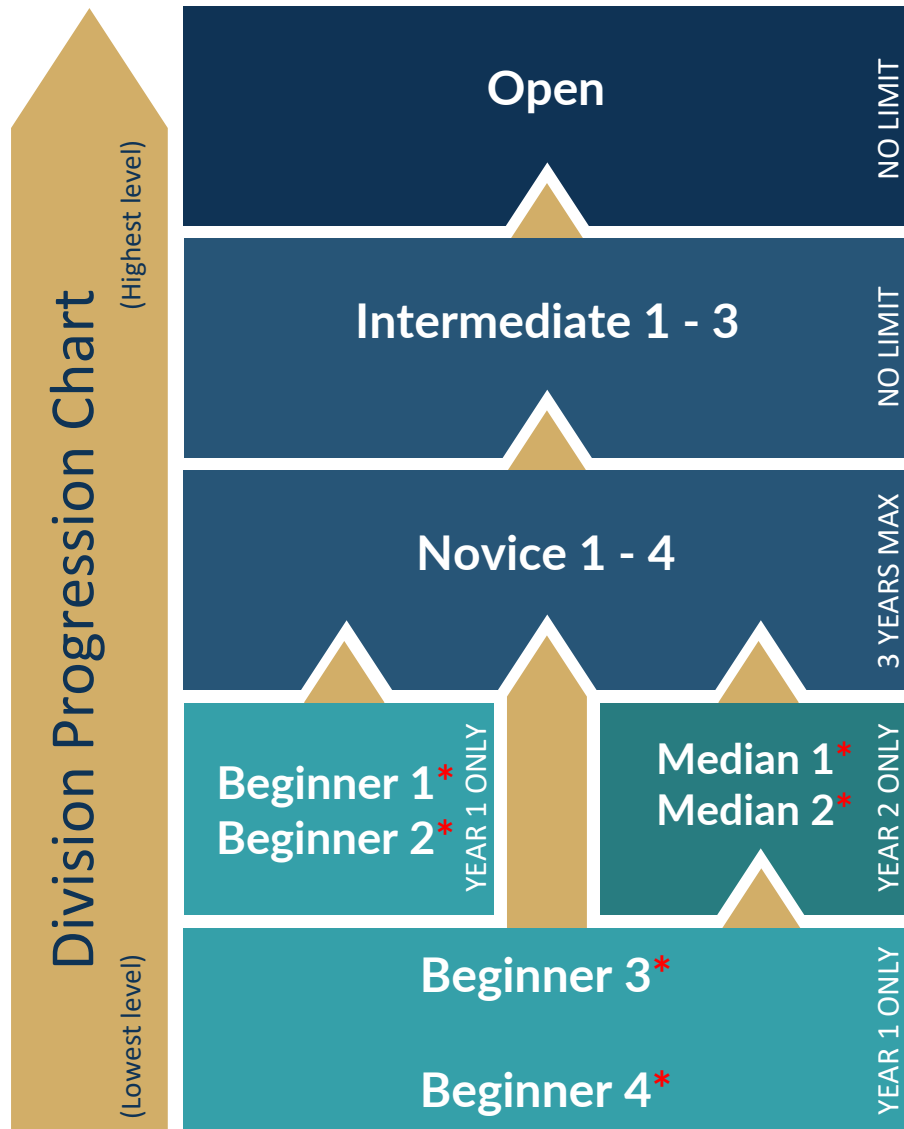 Division Progression Chart
(Highest level)
(Lowest level)
Open
NO LIMIT
Intermediate 1 - 3
NO LIMIT
Novice 1 - 4
3 YEARS MAX
Beginner 1*
Beginner 2*
YEAR 1 ONLY
Median 1*
Median 2*
YEAR 2 ONLY
Beginner 3*
Beginner 4*
YEAR 1 ONLY